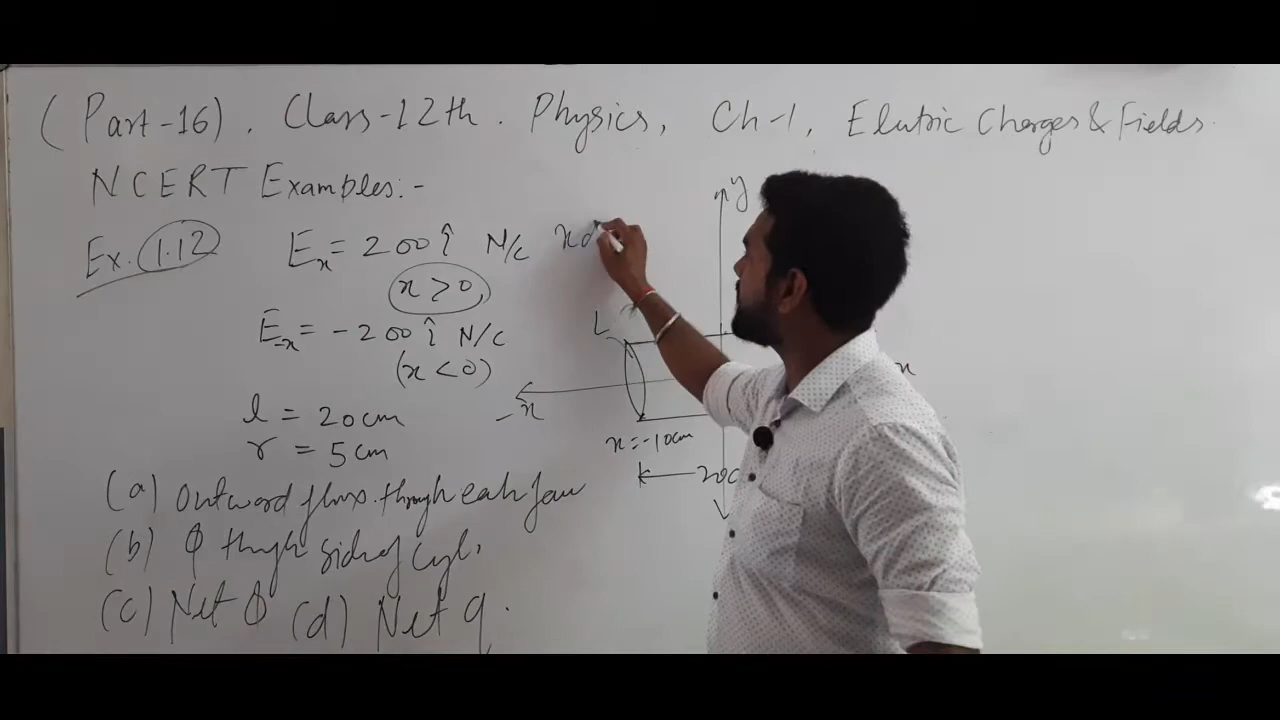 (Part-16). Class-12th. Physics, Ch-1, Electric Charges & Fields.
NCERT Examples:-
Ex. 1.12
Ex = 200 î N/C
x > 0,
E-x = -200 î N/C
(x < 0)
l = 20cm
r = 5cm
(a) outward flux through each face
(b) ϕ through side of cyl.
(c) Net ϕ (d) Net q.
y
L
x
-x
x=-10cm
20c